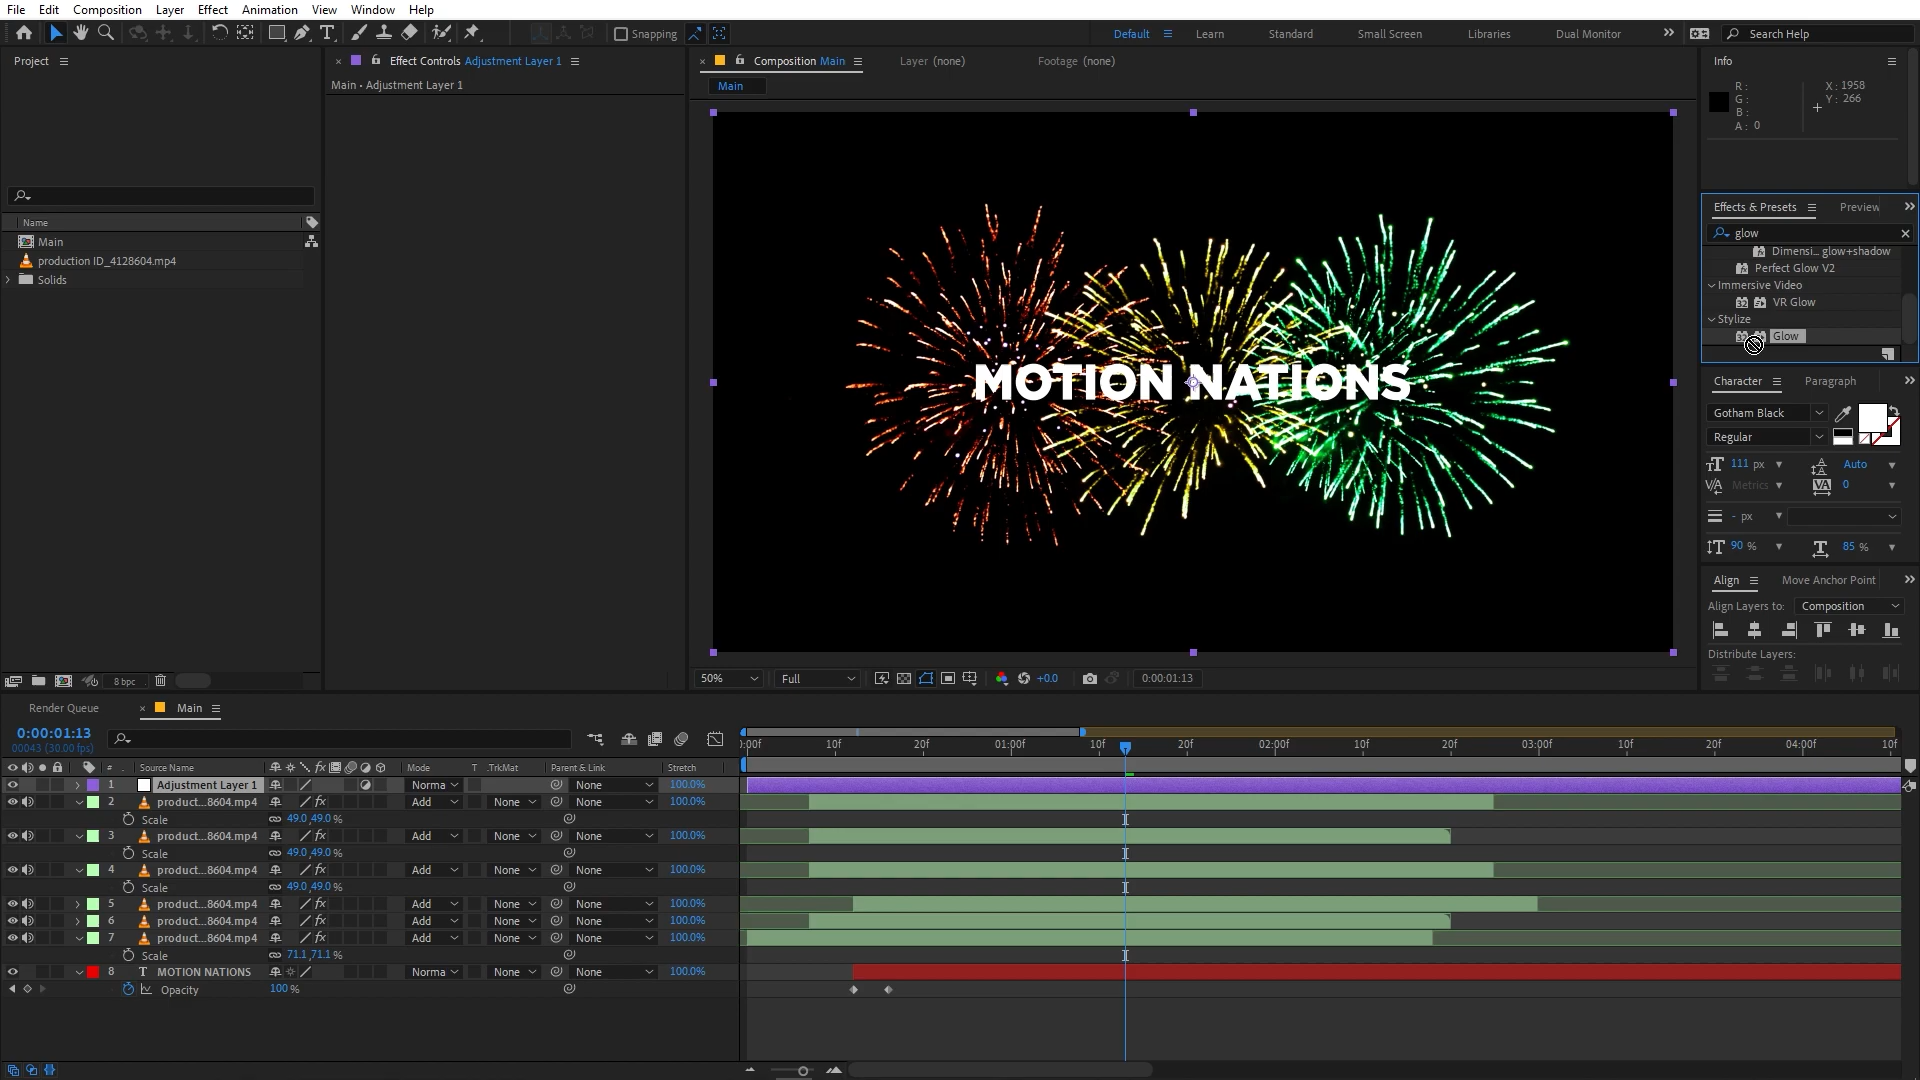 File Edit Composition Layer Effect Animation View Window Help
Snapping Default Learn Standard Small Screen Libraries Dual Monitor Search Help
Project
Name
Main
production ID_4128604.mp4
Solids
8 bpc
Effect Controls Adjustment Layer 1
Main • Adjustment Layer 1
Composition Main Layer (none) Footage (none)
Main
MOTION NATIONS
50% Full +0.0 0:00:01:13
Info
R : X : 1958
G : Y : 266
B :
A : 0
Effects & Presets Preview
glow
Dimensi... glow+shadow
Perfect Glow V2
Immersive Video
VR Glow
Stylize
Glow
Character Paragraph
Gotham Black
Regular
111 px Auto
Metrics 0
- px
90 % 85 %
Align Move Anchor Point
Align Layers to: Composition
Distribute Layers:
Render Queue Main
0:00:01:13
00043 (30.00 fps)
# Source Name Mode T .TrkMat Parent & Link Stretch
:00f 10f 20f 01:00f 10f 20f 02:00f 10f 20f 03:00f 10f 20f 04:00f 10f
1 Adjustment Layer 1 Norma None 100.0%
2 product...8604.mp4 Add None None 100.0%
Scale 49.0,49.0 %
3 product...8604.mp4 Add None None 100.0%
Scale 49.0,49.0 %
4 product...8604.mp4 Add None None 100.0%
Scale 49.0,49.0 %
5 product...8604.mp4 Add None None 100.0%
6 product...8604.mp4 Add None None 100.0%
7 product...8604.mp4 Add None None 100.0%
Scale 71.1,71.1 %
8 MOTION NATIONS Norma None None 100.0%
Opacity 100 %